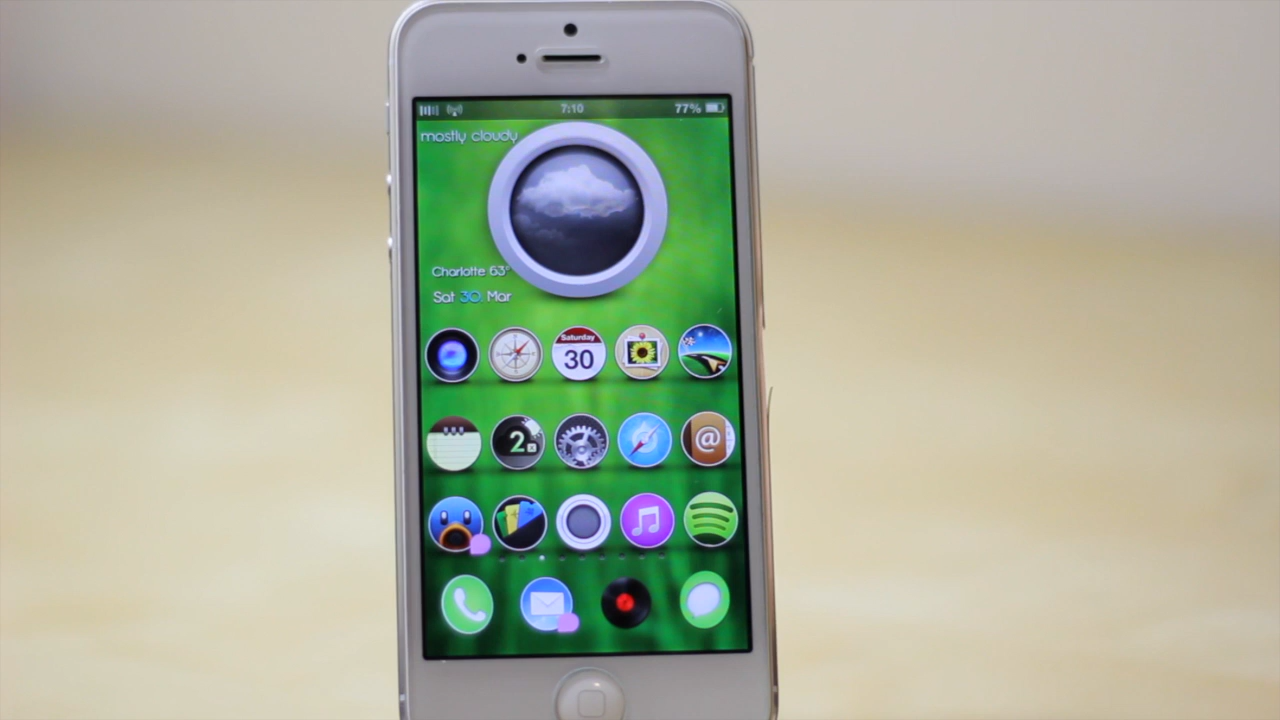 7:10
77%
mostly cloudy
Charlotte 63°
Sat 30. Mar
Saturday
30
2
@